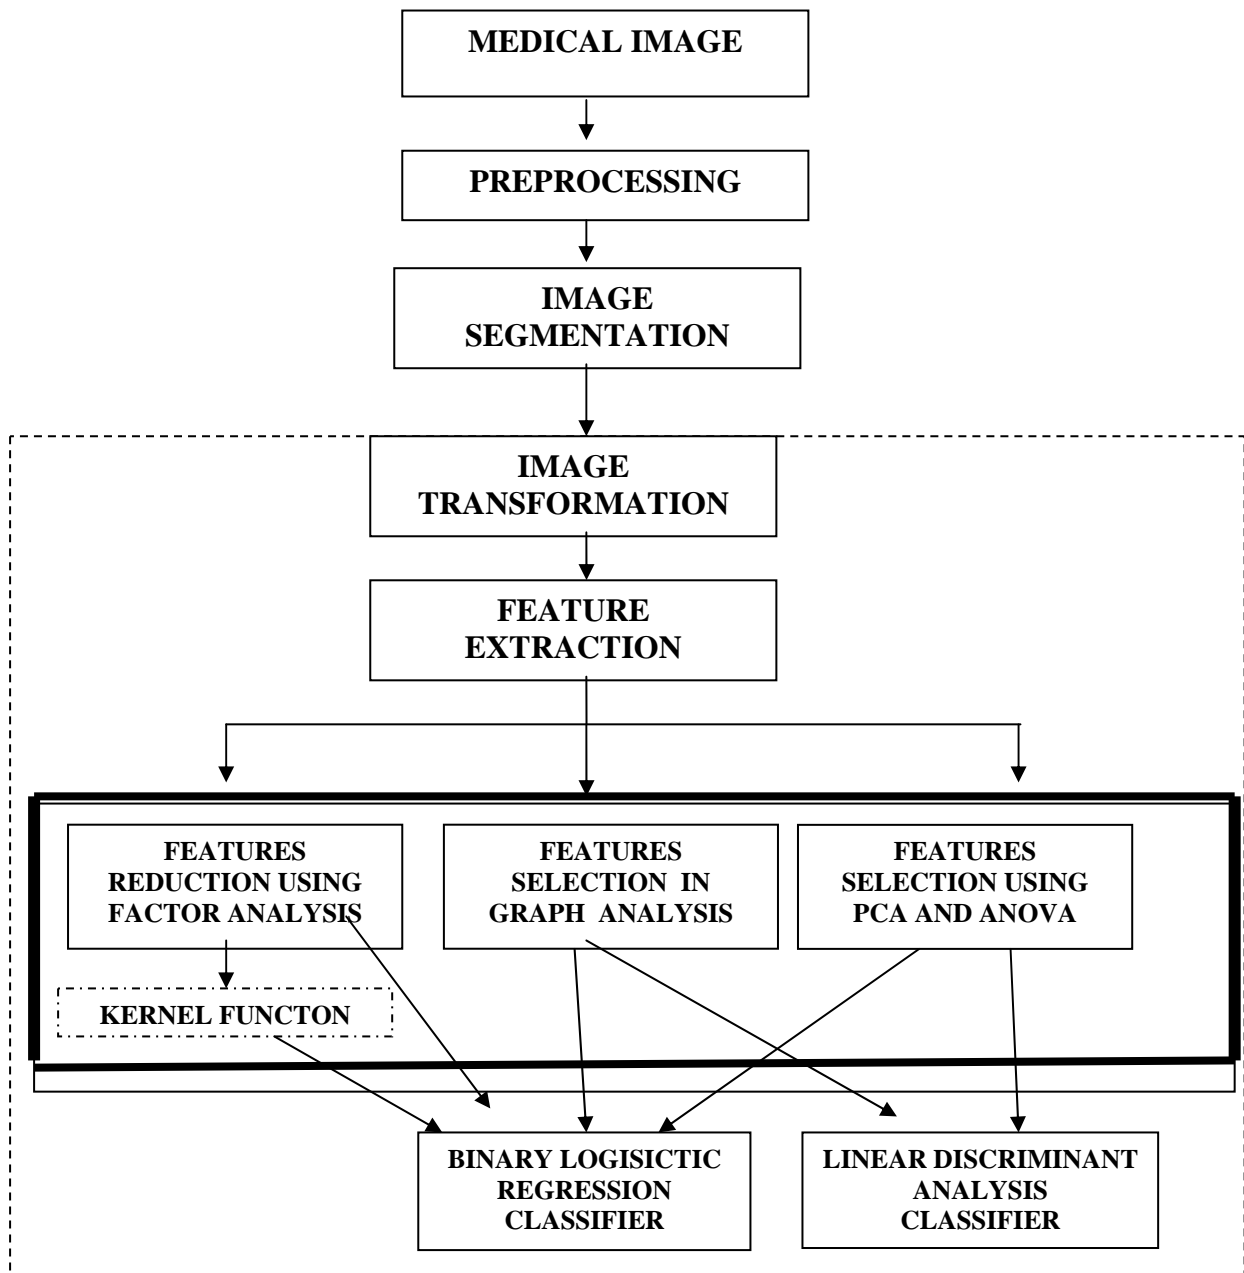 MEDICAL IMAGE
PREPROCESSING
IMAGE
SEGMENTATION
IMAGE
TRANSFORMATION
FEATURE
EXTRACTION
FEATURES
REDUCTION USING
FACTOR ANALYSIS
FEATURES
SELECTION IN
GRAPH ANALYSIS
FEATURES
SELECTION USING
PCA AND ANOVA
KERNEL FUNCTON
BINARY LOGISICTIC
REGRESSION
CLASSIFIER
LINEAR DISCRIMINANT
ANALYSIS
CLASSIFIER